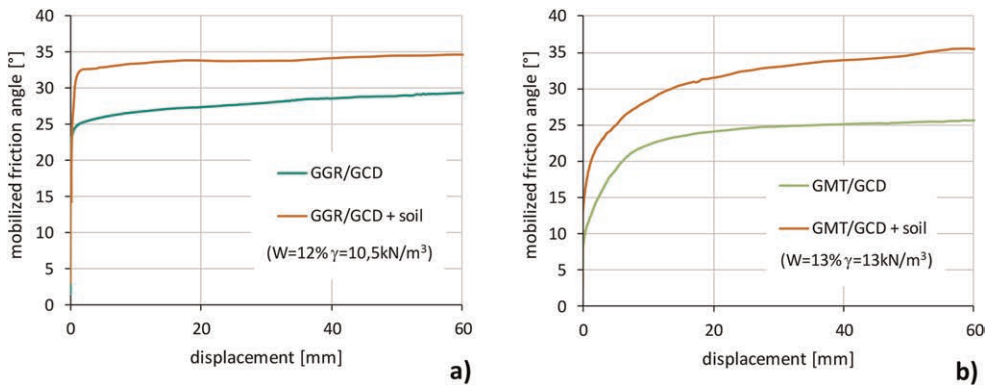 40
35
30
25
20
15
10
5
0
mobilized friction angle [°]
GGR/GCD
GGR/GCD + soil
(W=12% γ=10,5kN/m³)
0 20 40 60
displacement [mm]
a)
40
35
30
25
20
15
10
5
0
mobilized friction angle [°]
GMT/GCD
GMT/GCD + soil
(W=13% γ=13kN/m³)
0 20 40 60
displacement [mm]
b)